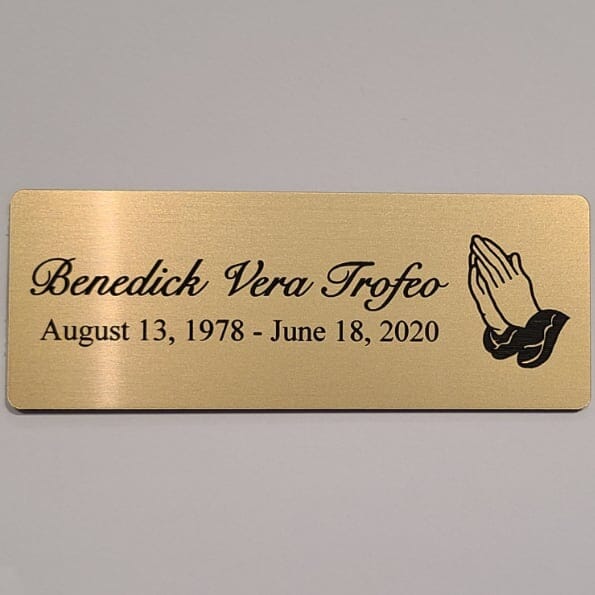 Benedick Vera Trofeo
August 13, 1978 - June 18, 2020